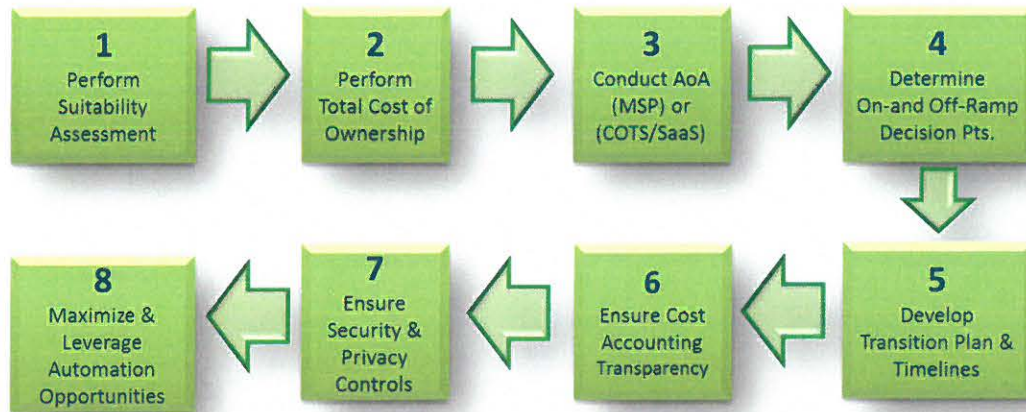 1
Perform
Suitability
Assessment
2
Perform
Total Cost of
Ownership
3
Conduct AoA
(MSP) or
(COTS/SaaS)
4
Determine
On-and Off-Ramp
Decision Pts.
5
Develop
Transition Plan &
Timelines
6
Ensure Cost
Accounting
Transparency
7
Ensure
Security &
Privacy
Controls
8
Maximize &
Leverage
Automation
Opportunities